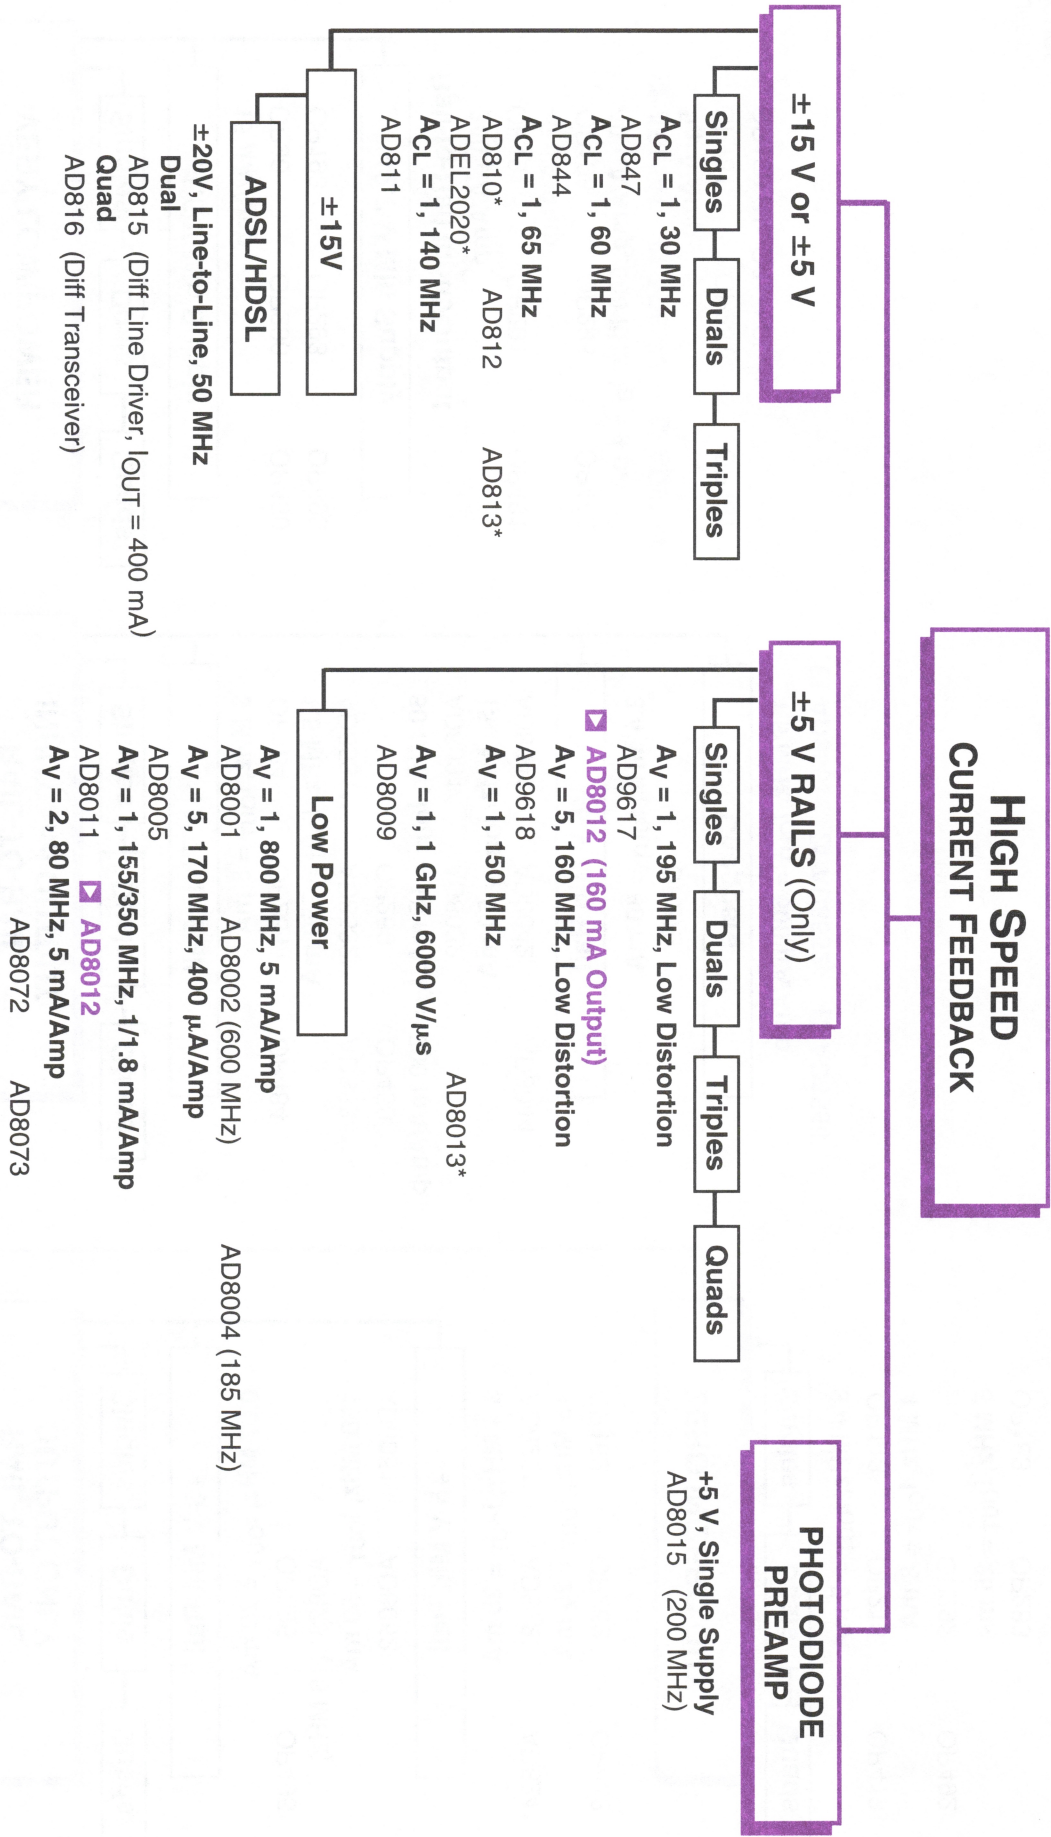 HIGH SPEED
CURRENT FEEDBACK
±15 V or ±5 V
Singles
Duals
Triples
ACL = 1, 30 MHz
AD847
ACL = 1, 60 MHz
AD844
ACL = 1, 65 MHz
AD810* AD812 AD813*
ADEL2020*
ACL = 1, 140 MHz
AD811
±15V
ADSL/HDSL
±20V, Line-to-Line, 50 MHz
Dual
AD815 (Diff Line Driver, IOUT = 400 mA)
Quad
AD816 (Diff Transceiver)
±5 V RAILS (Only)
Singles
Duals
Triples
Quads
AV = 1, 195 MHz, Low Distortion
AD9617
AD8012 (160 mA Output)
AV = 5, 160 MHz, Low Distortion
AD9618
AV = 1, 150 MHz
AD8013*
AV = 1, 1 GHz, 6000 V/μs
AD8009
Low Power
AV = 1, 800 MHz, 5 mA/Amp
AD8001 AD8002 (600 MHz) AD8004 (185 MHz)
AV = 5, 170 MHz, 400 μA/Amp
AD8005
AV = 1, 155/350 MHz, 1/1.8 mA/Amp
AD8011 AD8012
AV = 2, 80 MHz, 5 mA/Amp
AD8072 AD8073
PHOTODIODE
PREAMP
+5 V, Single Supply
AD8015 (200 MHz)